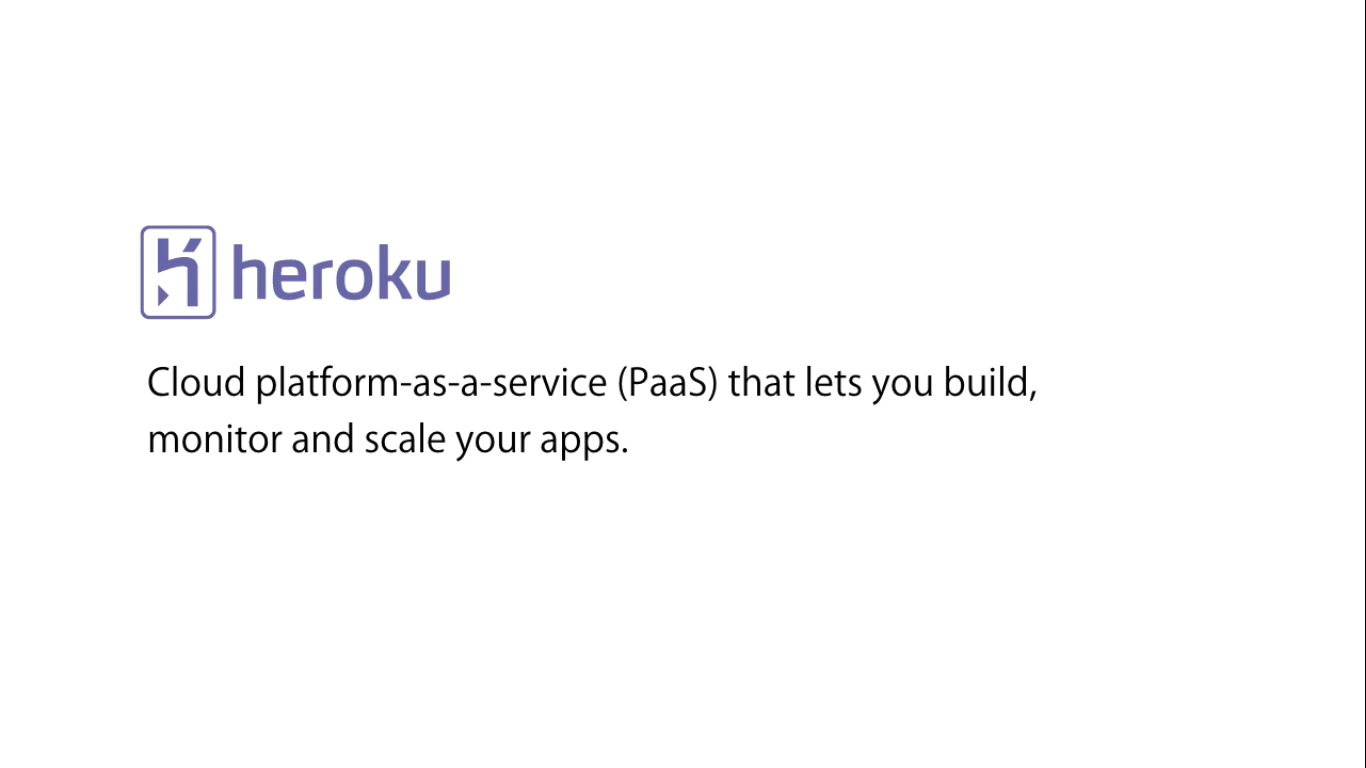 heroku
Cloud platform-as-a-service (PaaS) that lets you build,
monitor and scale your apps.